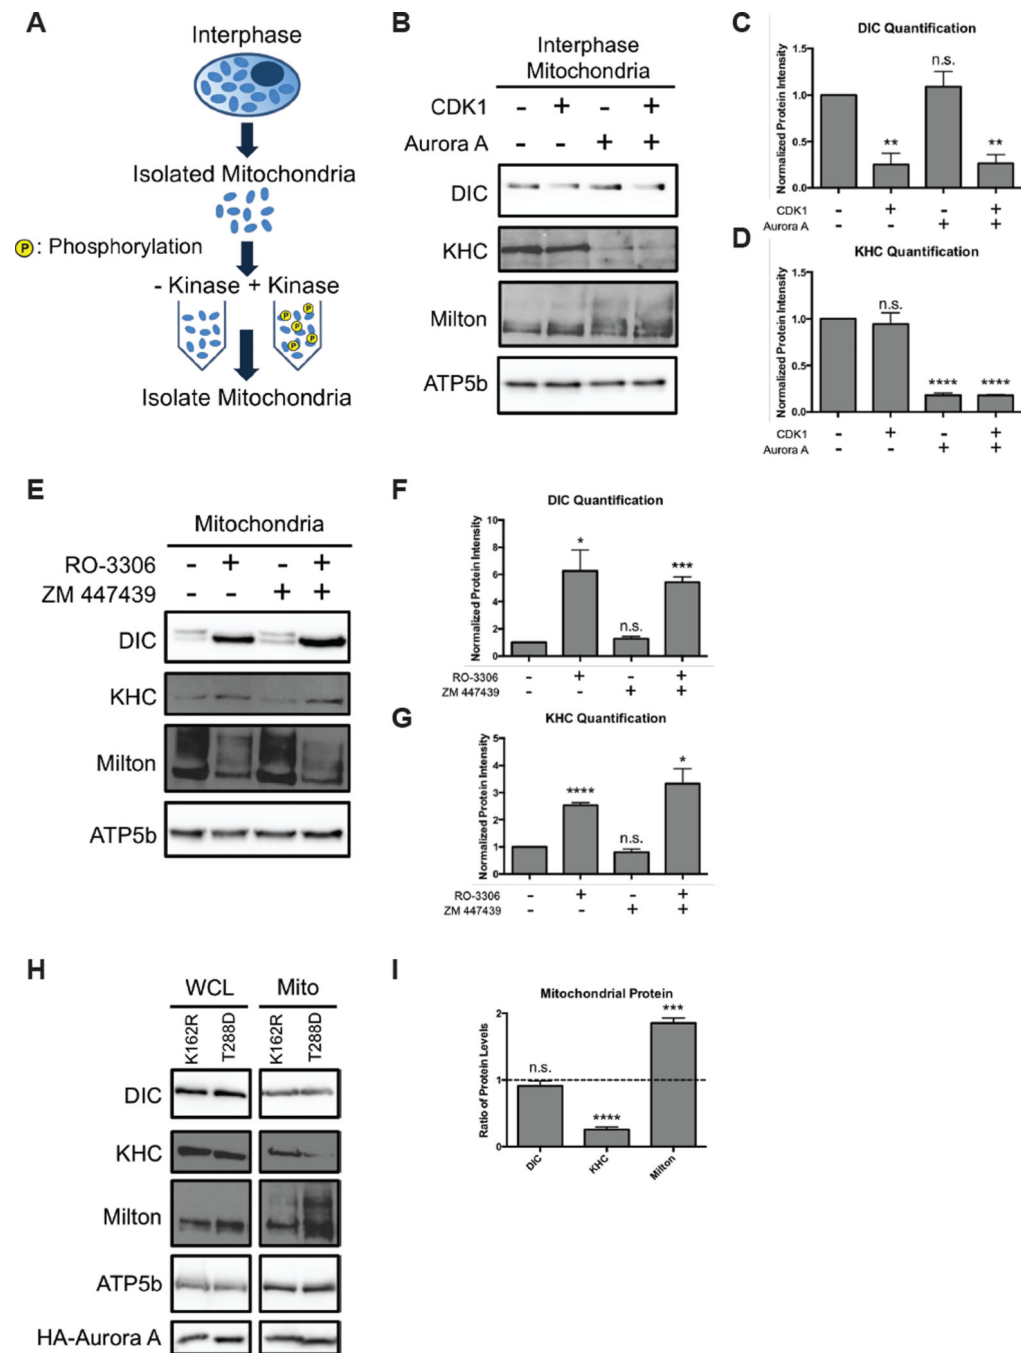 A
Interphase
Isolated Mitochondria
P : Phosphorylation
- Kinase + Kinase
P P P P P
Isolate Mitochondria
B
Interphase
Mitochondria
CDK1 - + - +
Aurora A - - + +
DIC
KHC
Milton
ATP5b
C
DIC Quantification
Normalized Protein Intensity
1.5
1.0
0.5
0.0
** n.s. **
CDK1 - + - +
Aurora A - - + +
D
KHC Quantification
Normalized Protein Intensity
1.5
1.0
0.5
0.0
n.s. **** ****
CDK1 - + - +
Aurora A - - + +
E
Mitochondria
RO-3306 - + - +
ZM 447439 - - + +
DIC
KHC
Milton
ATP5b
F
DIC Quantification
Normalized Protein Intensity
10
8
6
4
2
0
* n.s. ***
RO-3306 - + - +
ZM 447439 - - + +
G
KHC Quantification
Normalized Protein Intensity
5
4
3
2
1
0
**** n.s. *
RO-3306 - + - +
ZM 447439 - - + +
H
WCL Mito
K162R T288D K162R T288D
DIC
KHC
Milton
ATP5b
HA-Aurora A
I
Mitochondrial Protein
Ratio of Protein Levels
2
1
0
n.s. **** ***
DIC KHC Milton